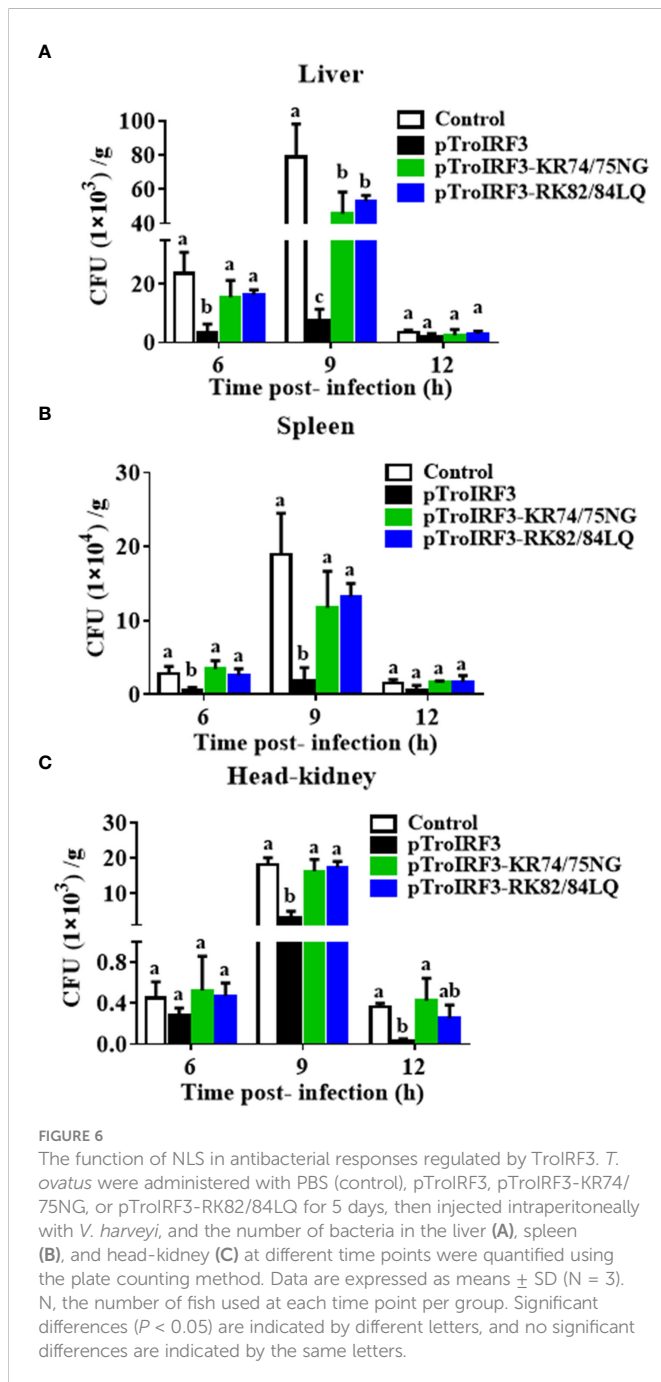 A
Liver
Control
pTroIRF3
pTroIRF3-KR74/75NG
pTroIRF3-RK82/84LQ
CFU (1×10³) /g
100
80
60
40
20
0
a
b
a
a
a
c
b
b
a
a
a
a
6
9
12
Time post- infection (h)
B
Spleen
Control
pTroIRF3
pTroIRF3-KR74/75NG
pTroIRF3-RK82/84LQ
CFU (1×10⁴) /g
30
20
10
0
a
b
a
a
a
b
a
a
a
a
a
a
6
9
12
Time post- infection (h)
C
Head-kidney
Control
pTroIRF3
pTroIRF3-KR74/75NG
pTroIRF3-RK82/84LQ
CFU (1×10³) /g
30
20
10
0.8
0.4
0.0
a
a
a
a
a
b
a
a
a
b
a
ab
6
9
12
Time post- infection (h)
FIGURE 6
The function of NLS in antibacterial responses regulated by TroIRF3. T.
ovatus were administered with PBS (control), pTroIRF3, pTroIRF3-KR74/
75NG, or pTroIRF3-RK82/84LQ for 5 days, then injected intraperitoneally
with V. harveyi, and the number of bacteria in the liver (A), spleen
(B), and head-kidney (C) at different time points were quantified using
the plate counting method. Data are expressed as means ± SD (N = 3).
N, the number of fish used at each time point per group. Significant
differences (P < 0.05) are indicated by different letters, and no significant
differences are indicated by the same letters.